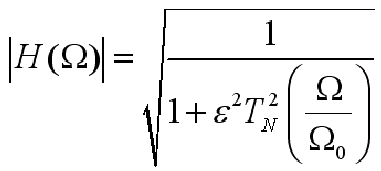 |H(Ω)| = √(1 / (1 + ε²T_N²(Ω / Ω₀)))